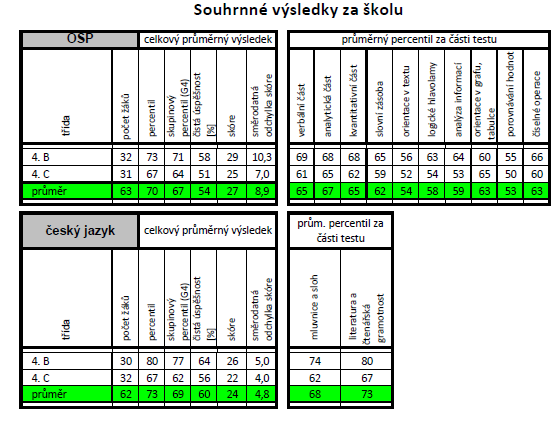 Souhrnné výsledky za školu
OSP celkový průměrný výsledek průměrný percentil za části testu
třída počet žáků percentil skupinový percentil (G4) čistá úspěšnost [%] skóre směrodatná odchylka skóre verbální část analytická část kvantitativní část slovní zásoba orientace v textu logické hlavolamy analýza informací orientace v grafu, tabulce porovnávání hodnot číselné operace
4. B 32 73 71 58 29 10,3 69 68 68 65 56 63 64 60 55 66
4. C 31 67 64 51 25 7,0 61 65 62 59 52 54 53 65 50 60
průměr 63 70 67 54 27 8,9 65 67 65 62 54 58 59 63 53 63
český jazyk celkový průměrný výsledek prům. percentil za
části testu
třída počet žáků percentil skupinový percentil (G4) čistá úspěšnost [%] skóre směrodatná odchylka skóre mluvnice a sloh literatura a čtenářská gramotnost
4. B 30 80 77 64 26 5,0 74 80
4. C 32 67 62 56 22 4,0 62 67
průměr 62 73 69 60 24 4,8 68 73